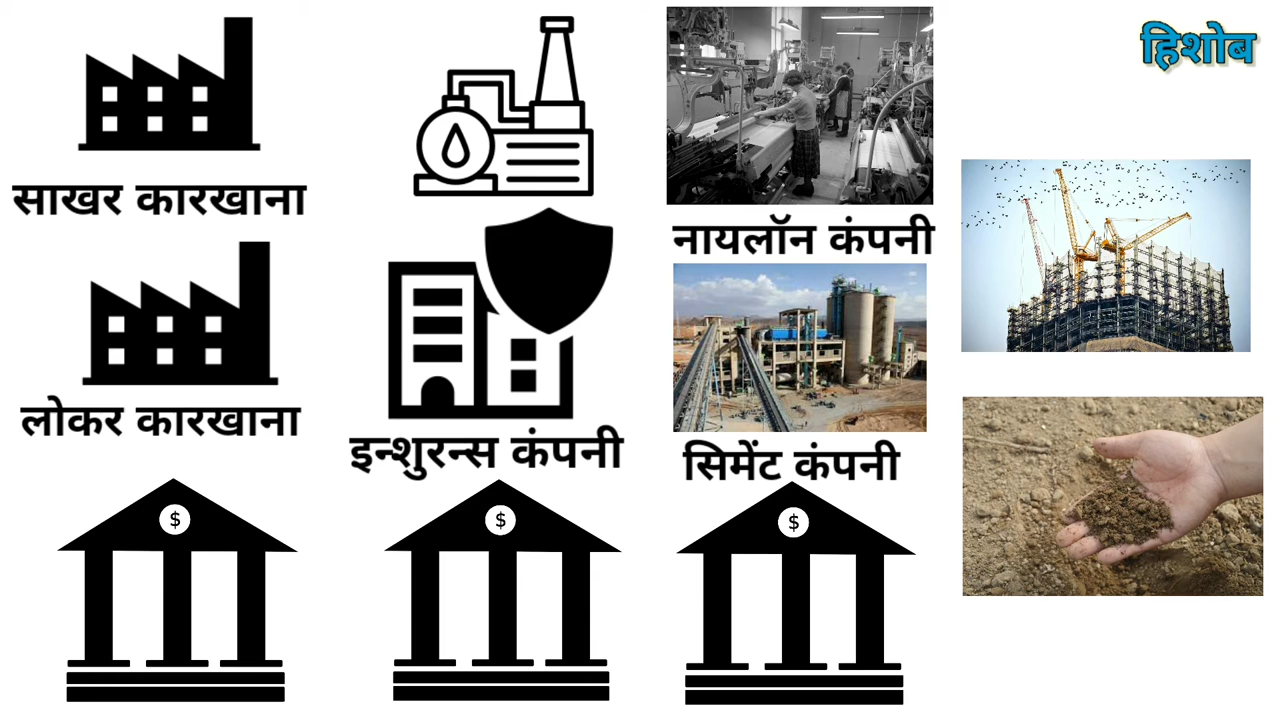 हिशोब
साखर कारखाना
नायलॉन कंपनी
लोकर कारखाना
इन्शुरन्स कंपनी
सिमेंट कंपनी
$
$
$